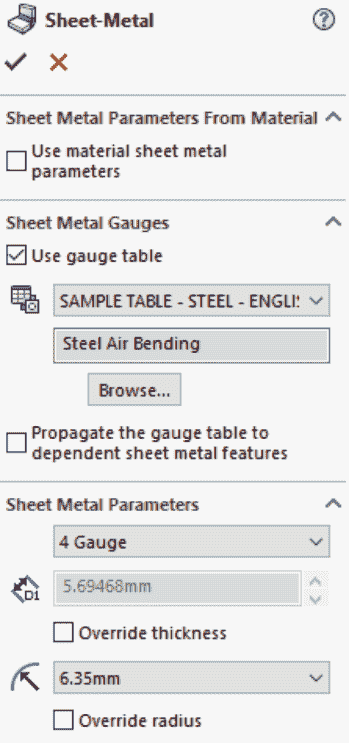 Sheet-Metal
?
Sheet Metal Parameters From Material
Use material sheet metal
parameters
Sheet Metal Gauges
Use gauge table
SAMPLE TABLE - STEEL - ENGLI
Steel Air Bending
Browse...
Propagate the gauge table to
dependent sheet metal features
Sheet Metal Parameters
4 Gauge
D1
5.69468mm
Override thickness
6.35mm
Override radius